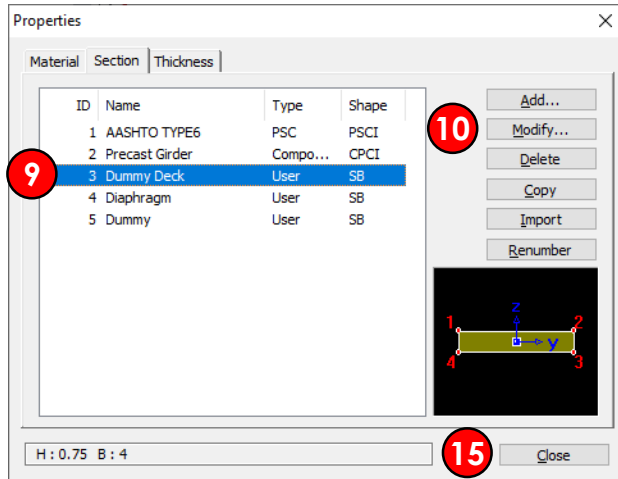 Properties
Material Section Thickness
ID Name Type Shape
1 AASHTO TYPE6 PSC PSCI
2 Precast Girder Compo... CPCI
3 Dummy Deck User SB
4 Diaphragm User SB
5 Dummy User SB
9
10
Add...
Modify...
Delete
Copy
Import
Renumber
z
1 2
y
4 3
H : 0.75 B : 4
15
Close